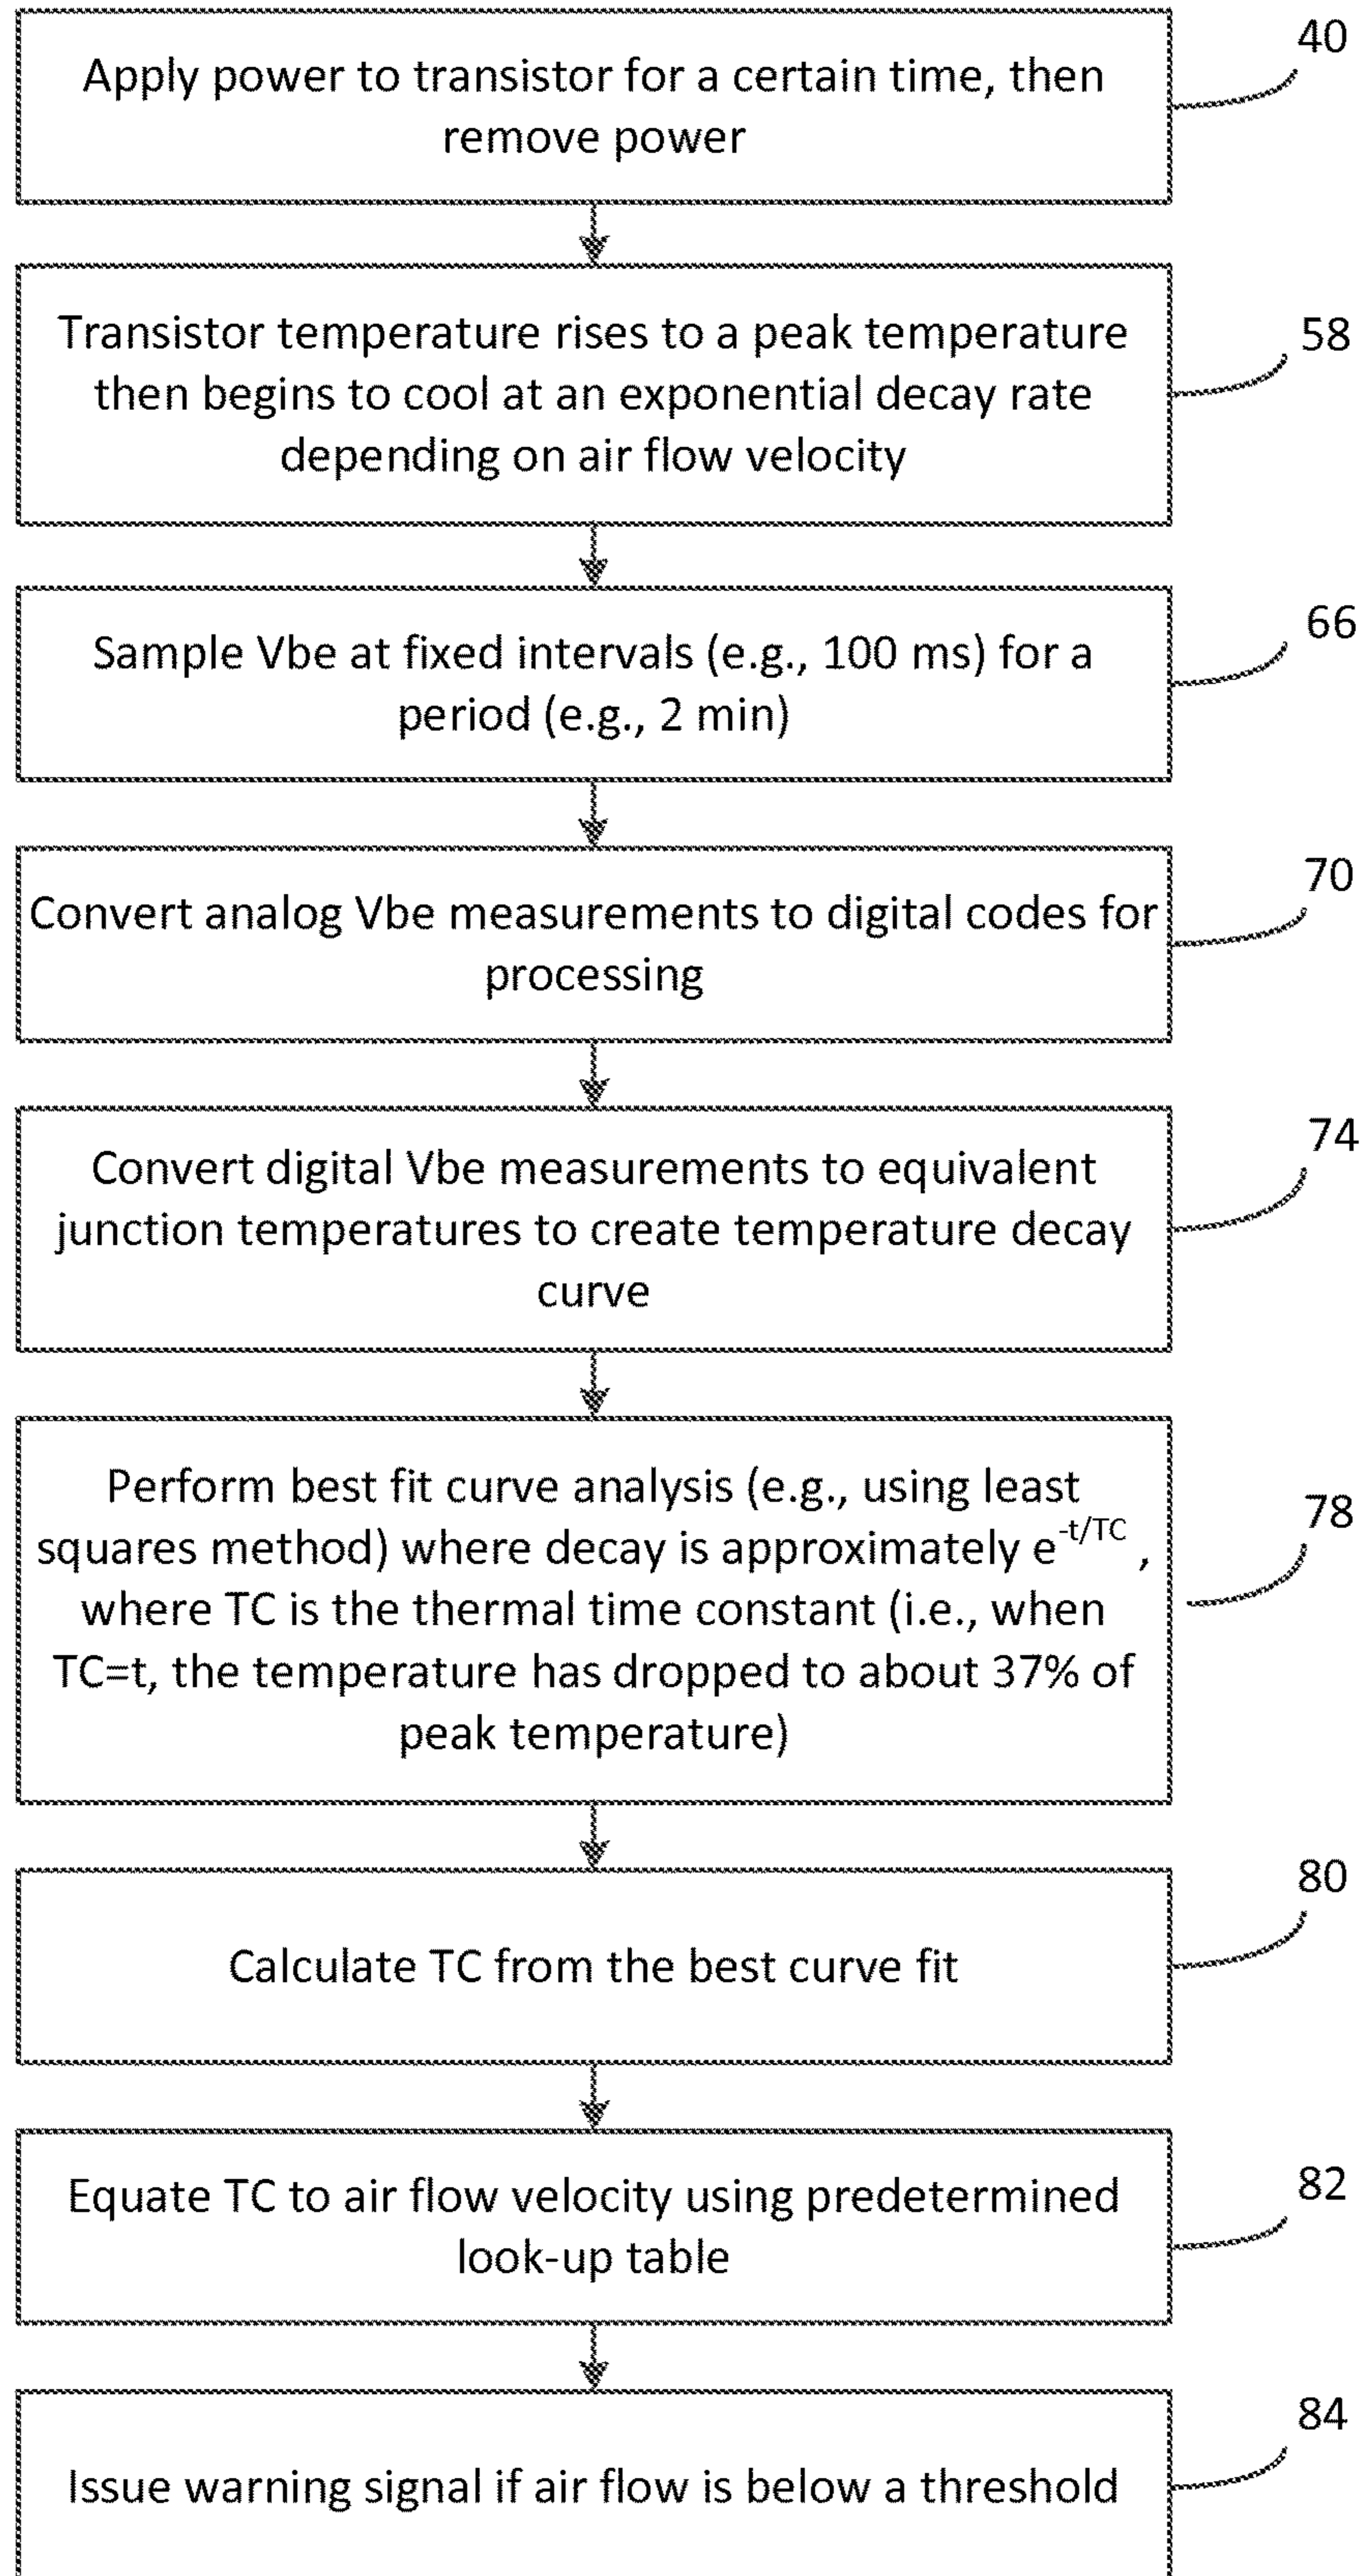 40
Apply power to transistor for a certain time, then
remove power
58
Transistor temperature rises to a peak temperature
then begins to cool at an exponential decay rate
depending on air flow velocity
66
Sample Vbe at fixed intervals (e.g., 100 ms) for a
period (e.g., 2 min)
70
Convert analog Vbe measurements to digital codes for
processing
74
Convert digital Vbe measurements to equivalent
junction temperatures to create temperature decay
curve
78
Perform best fit curve analysis (e.g., using least
squares method) where decay is approximately e^-t/TC ,
where TC is the thermal time constant (i.e., when
TC=t, the temperature has dropped to about 37% of
peak temperature)
80
Calculate TC from the best curve fit
82
Equate TC to air flow velocity using predetermined
look-up table
84
Issue warning signal if air flow is below a threshold